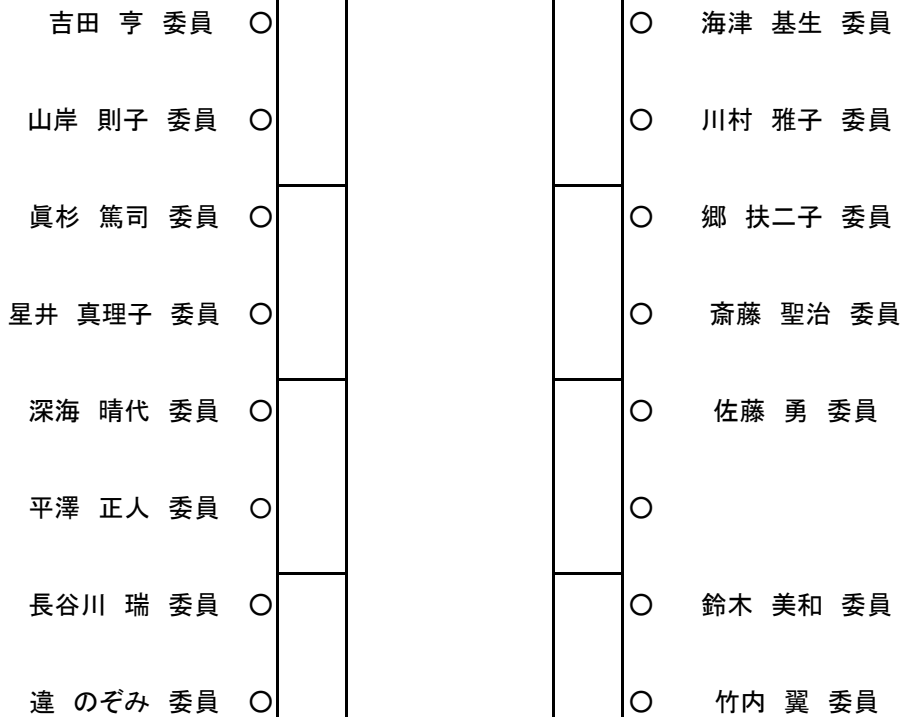 吉田 亨 委員 ○
○ 海津 基生 委員
山岸 則子 委員 ○
○ 川村 雅子 委員
眞杉 篤司 委員 ○
○ 郷 扶二子 委員
星井 真理子 委員 ○
○ 斎藤 聖治 委員
深海 晴代 委員 ○
○ 佐藤 勇 委員
平澤 正人 委員 ○
○
長谷川 瑞 委員 ○
○ 鈴木 美和 委員
違 のぞみ 委員 ○
○ 竹内 翼 委員